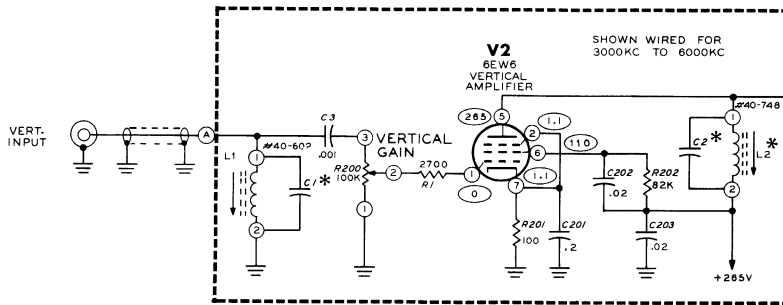 V2
6EW6
VERTICAL
AMPLIFIER
SHOWN WIRED FOR
3000KC TO 6000KC
VERT.
INPUT
A
#40-602
1
L1
C1*
2
C3
.001
3
VERTICAL
GAIN
R200
100K
2
1
2700
R1
265
5
1.1
2
110
6
1
0
7
1.1
R201
100
C201
.2
C202
.02
R202
82K
C203
.02
#40-748
1
C2*
*
L2
2
+265V